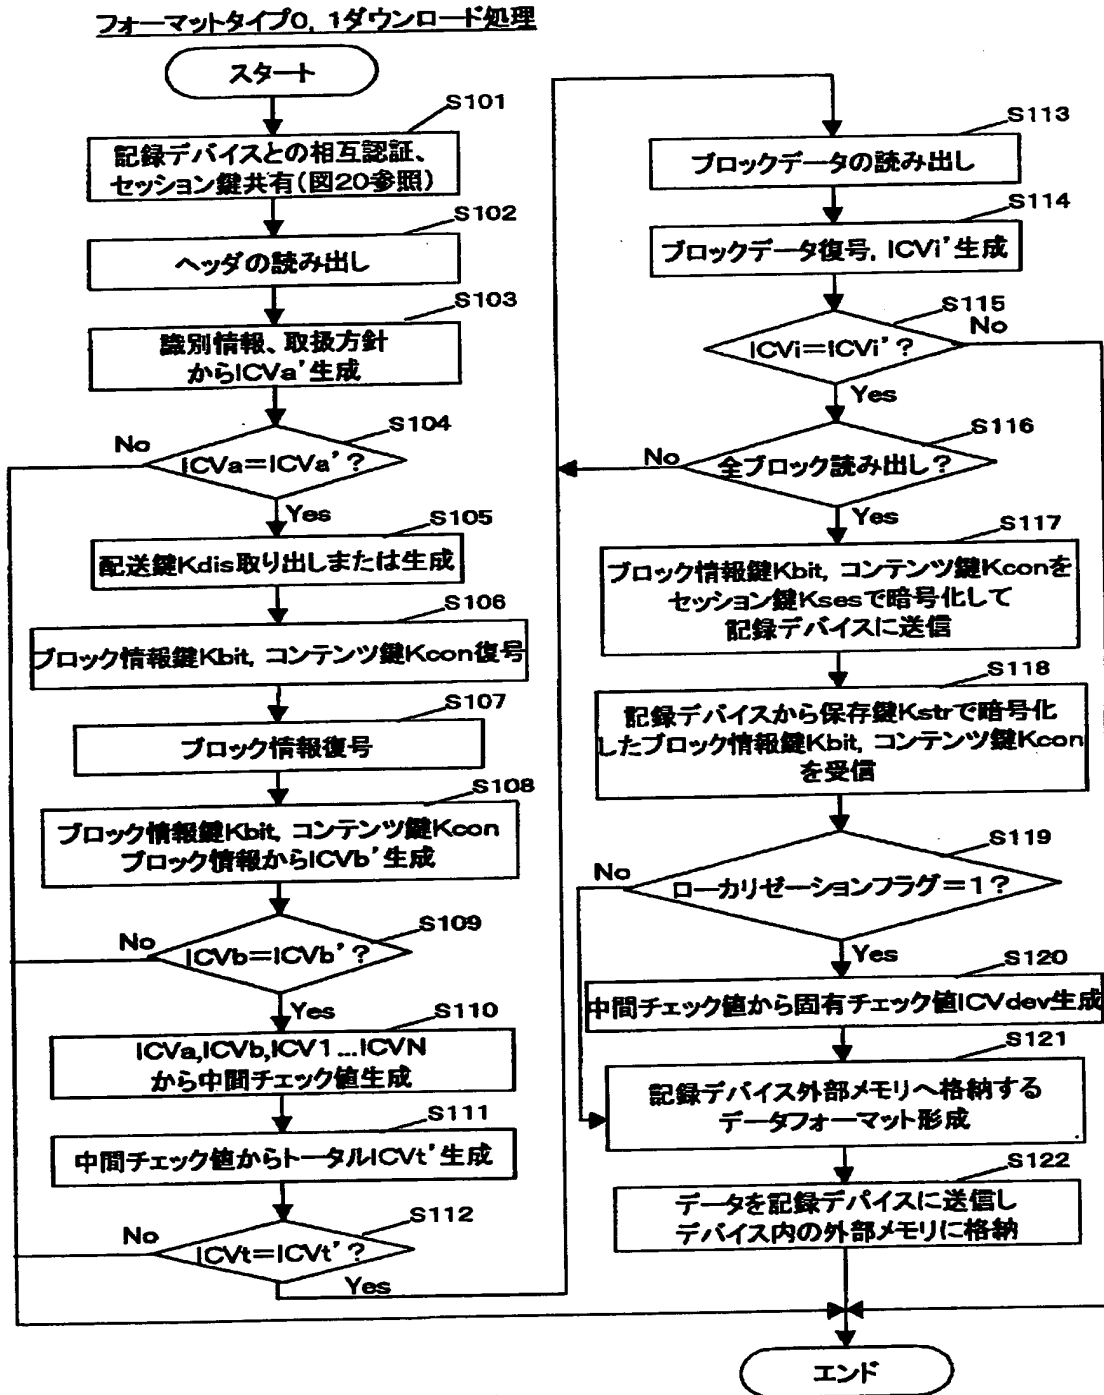 フォーマットタイプ0, 1ダウンロード処理
スタート
S101
記録デバイスとの相互認証、
セッション鍵共有(図20参照)
S102
ヘッダの読み出し
S103
識別情報、取扱方針
からICVa'生成
S104
No
ICVa=ICVa'?
Yes
S105
配送鍵Kdis取り出しまたは生成
S106
ブロック情報鍵Kbit, コンテンツ鍵Kcon復号
S107
ブロック情報復号
S108
ブロック情報鍵Kbit, コンテンツ鍵Kcon
ブロック情報からICVb'生成
S109
No
ICVb=ICVb'?
Yes
S110
ICVa,ICVb,ICV1...ICVN
から中間チェック値生成
S111
中間チェック値からトータルICVt'生成
S112
No
ICVt=ICVt'?
Yes
S113
ブロックデータの読み出し
S114
ブロックデータ復号, ICVi'生成
S115
No
ICVi=ICVi'?
Yes
S116
No
全ブロック読み出し?
Yes
S117
ブロック情報鍵Kbit, コンテンツ鍵Kconを
セッション鍵Ksesで暗号化して
記録デバイスに送信
S118
記録デバイスから保存鍵Kstrで暗号化
したブロック情報鍵Kbit, コンテンツ鍵Kcon
を受信
S119
No
ローカリゼーションフラグ=1?
Yes
S120
中間チェック値から固有チェック値ICVdev生成
S121
記録デバイス外部メモリへ格納する
データフォーマット形成
S122
データを記録デバイスに送信し
デバイス内の外部メモリに格納
エンド